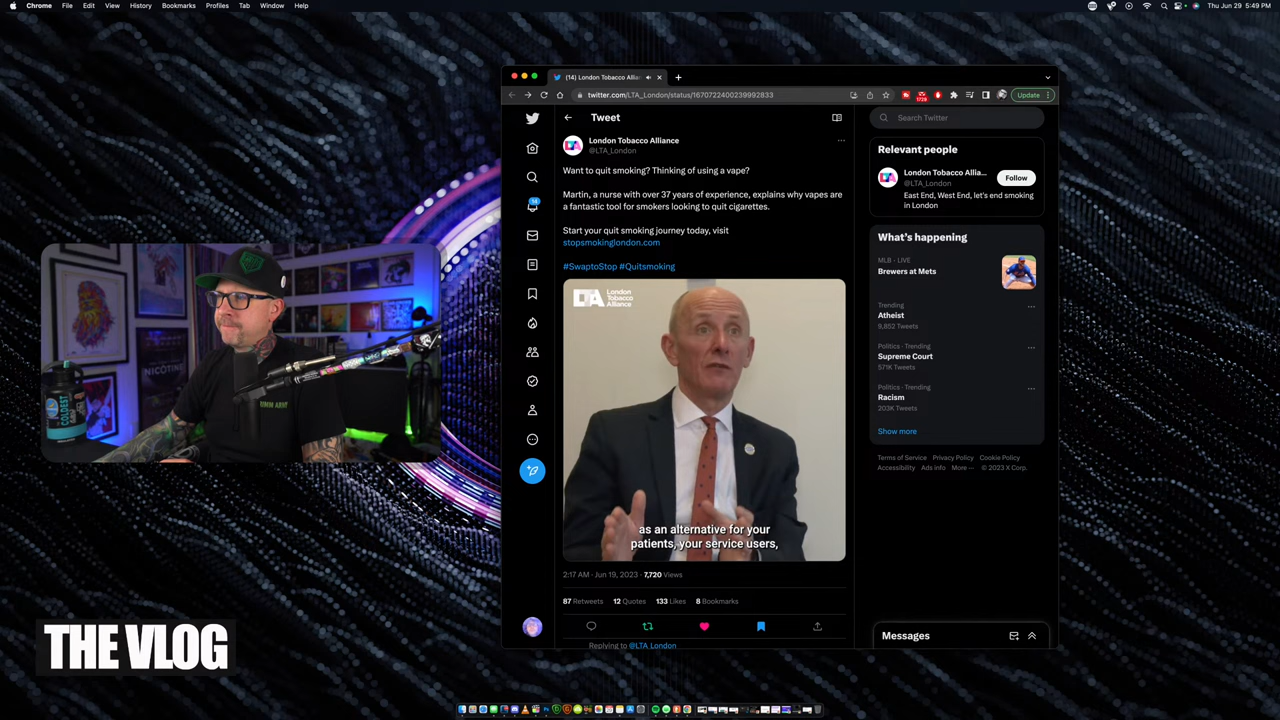 Chrome File Edit View History Bookmarks Profiles Tab Window Help
Thu Jun 29 5:49 PM
(14) London Tobacco Allia
twitter.com/LTA_London/status/1670722400239992833
Update
Tweet
Search Twitter
London Tobacco Alliance
@LTA_London
Want to quit smoking? Thinking of using a vape?
Martin, a nurse with over 37 years of experience, explains why vapes are
a fantastic tool for smokers looking to quit cigarettes.
Start your quit smoking journey today, visit
stopsmokinglondon.com
#SwaptoStop #Quitsmoking
LTA London
Tobacco
Alliance
as an alternative for your
patients, your service users,
2:17 AM · Jun 19, 2023 · 7,720 Views
87 Retweets 12 Quotes 133 Likes 8 Bookmarks
Replying to @LTA_London
14
Relevant people
London Tobacco Allia...
@LTA_London
Follow
East End, West End, let's end smoking
in London
What's happening
MLB · LIVE
Brewers at Mets
Trending
Atheist
9,852 Tweets
Politics · Trending
Supreme Court
571K Tweets
Politics · Trending
Racism
203K Tweets
Show more
Terms of Service Privacy Policy Cookie Policy
Accessibility Ads info More ··· © 2023 X Corp.
Messages
NICOTINE
COLDEST
THE VLOG